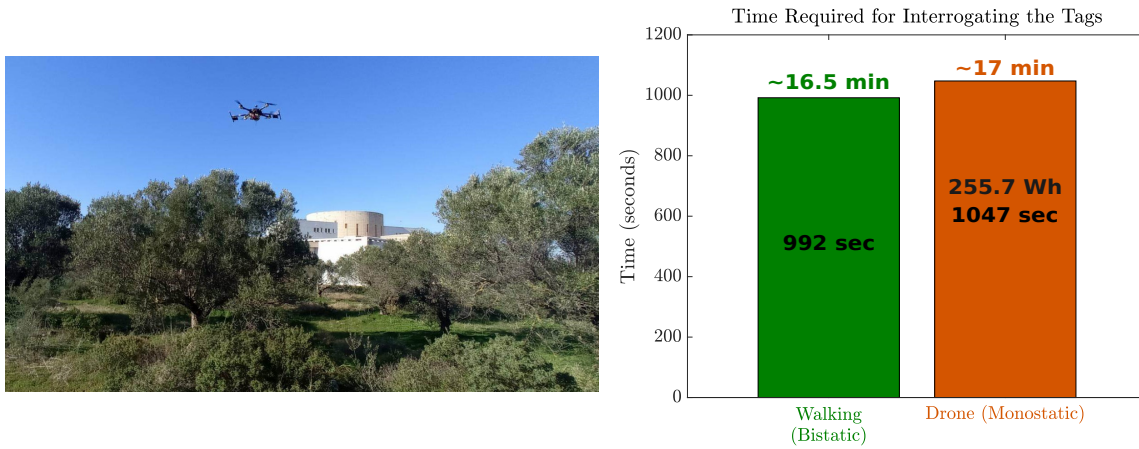 Time Required for Interrogating the Tags
Time (seconds)
1200
1000
800
600
400
200
0
~16.5 min
~17 min
992 sec
255.7 Wh
1047 sec
Walking
(Bistatic)
Drone (Monostatic)